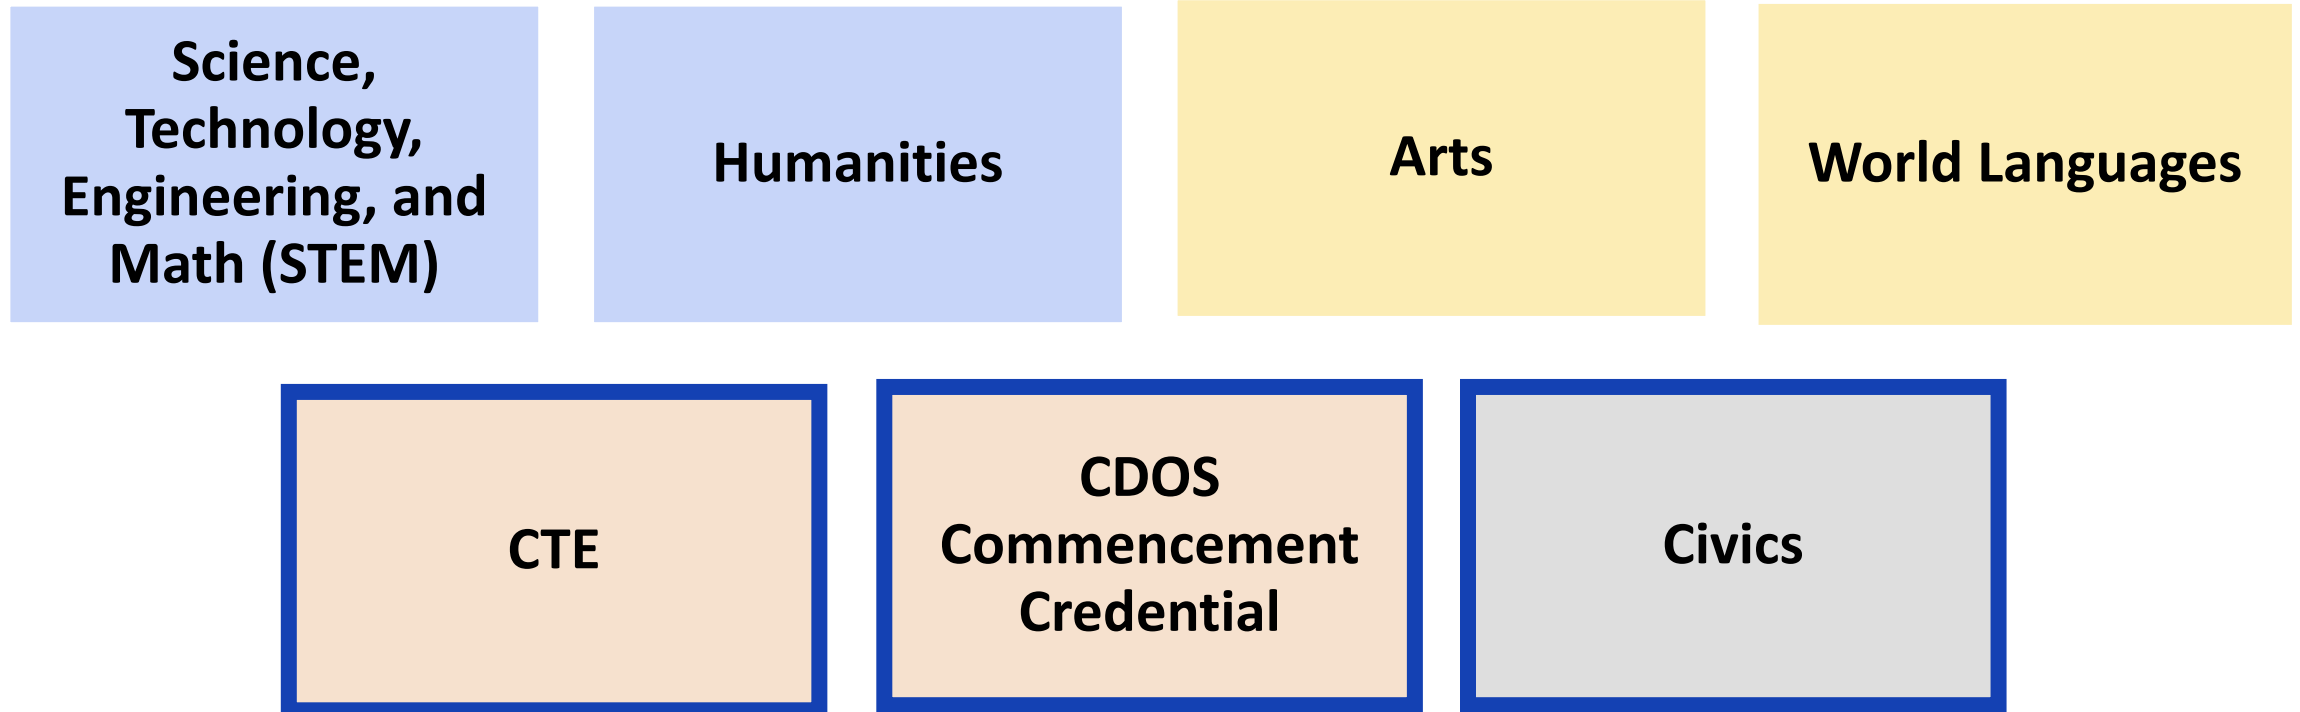 Science,
Technology,
Engineering, and
Math (STEM)
Humanities
Arts
World Languages
CTE
CDOS
Commencement
Credential
Civics